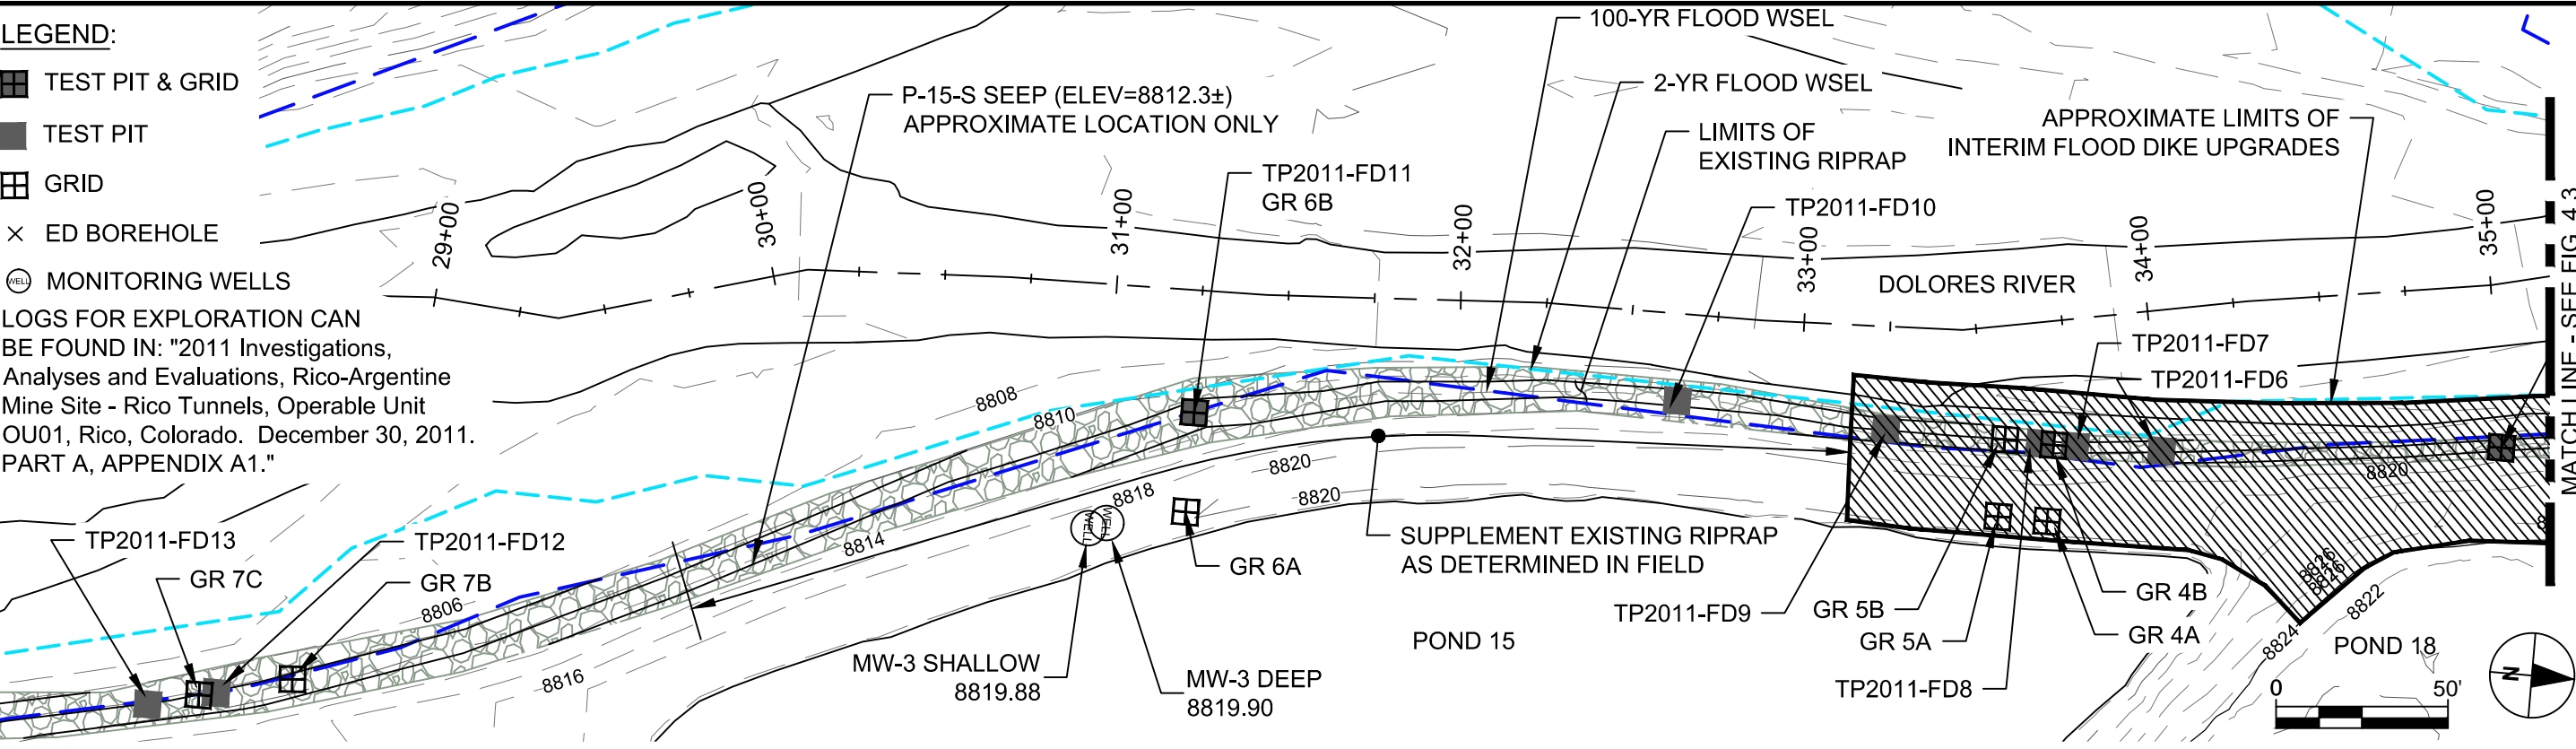 LEGEND:
TEST PIT & GRID
TEST PIT
GRID
ED BOREHOLE
WELL MONITORING WELLS
LOGS FOR EXPLORATION CAN
BE FOUND IN: "2011 Investigations,
Analyses and Evaluations, Rico-Argentine
Mine Site - Rico Tunnels, Operable Unit
OU01, Rico, Colorado. December 30, 2011.
PART A, APPENDIX A1."
100-YR FLOOD WSEL
2-YR FLOOD WSEL
P-15-S SEEP (ELEV=8812.3±)
APPROXIMATE LOCATION ONLY
LIMITS OF
EXISTING RIPRAP
APPROXIMATE LIMITS OF
INTERIM FLOOD DIKE UPGRADES
TP2011-FD11
GR 6B
TP2011-FD10
29+00
30+00
31+00
32+00
33+00
34+00
35+00
DOLORES RIVER
MATCHLINE - SEE FIG 4.3
TP2011-FD7
TP2011-FD6
8808
8810
8820
8820
8820
8818
8814
8806
8816
TP2011-FD13
GR 7C
TP2011-FD12
GR 7B
WELL
WELL
GR 6A
SUPPLEMENT EXISTING RIPRAP
AS DETERMINED IN FIELD
MW-3 SHALLOW
8819.88
MW-3 DEEP
8819.90
POND 15
TP2011-FD9
GR 5B
GR 5A
TP2011-FD8
GR 4B
GR 4A
8826
8826
8822
8824
POND 18
N
0
50'